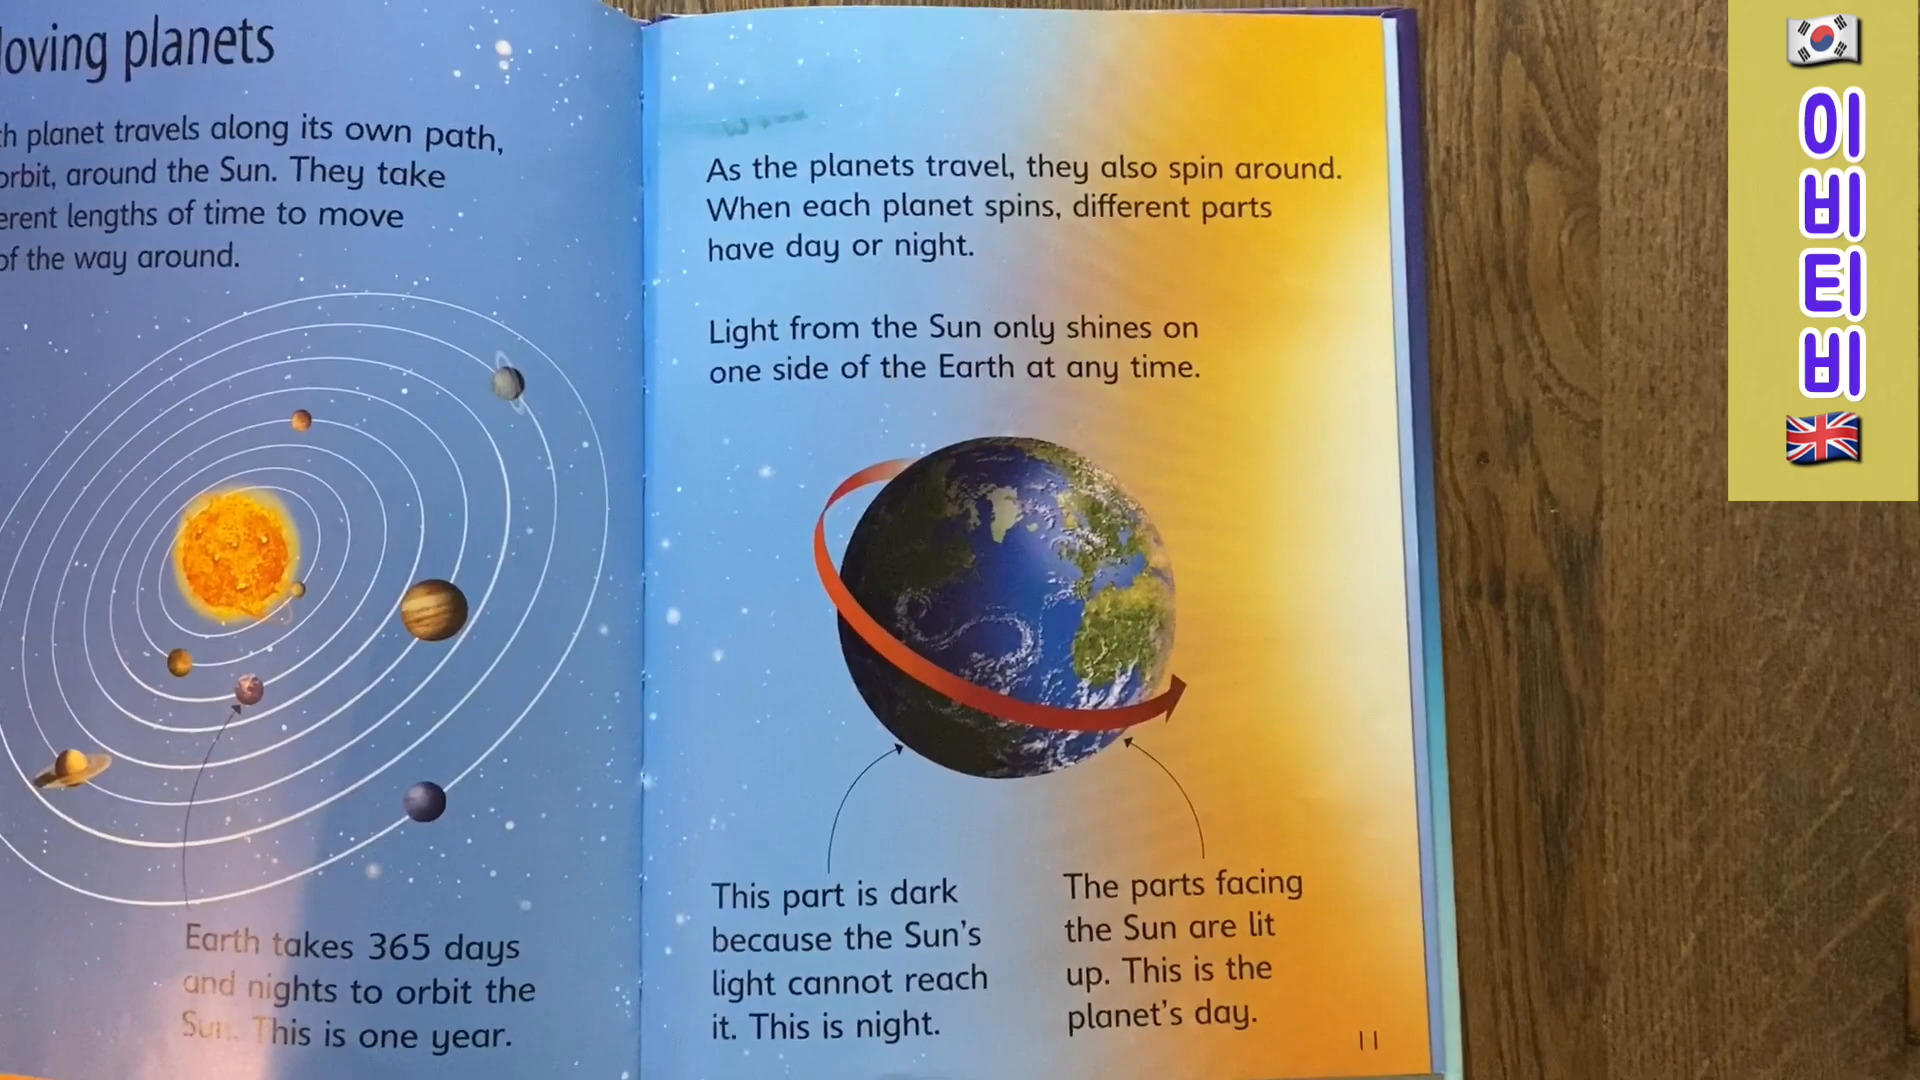 oving planets
h planet travels along its own path,
orbit, around the Sun. They take
erent lengths of time to move
of the way around.
Earth takes 365 days
and nights to orbit the
Sun. This is one year.
As the planets travel, they also spin around.
When each planet spins, different parts
have day or night.
Light from the Sun only shines on
one side of the Earth at any time.
This part is dark
because the Sun's
light cannot reach
it. This is night.
The parts facing
the Sun are lit
up. This is the
planet's day.
11
이비티비